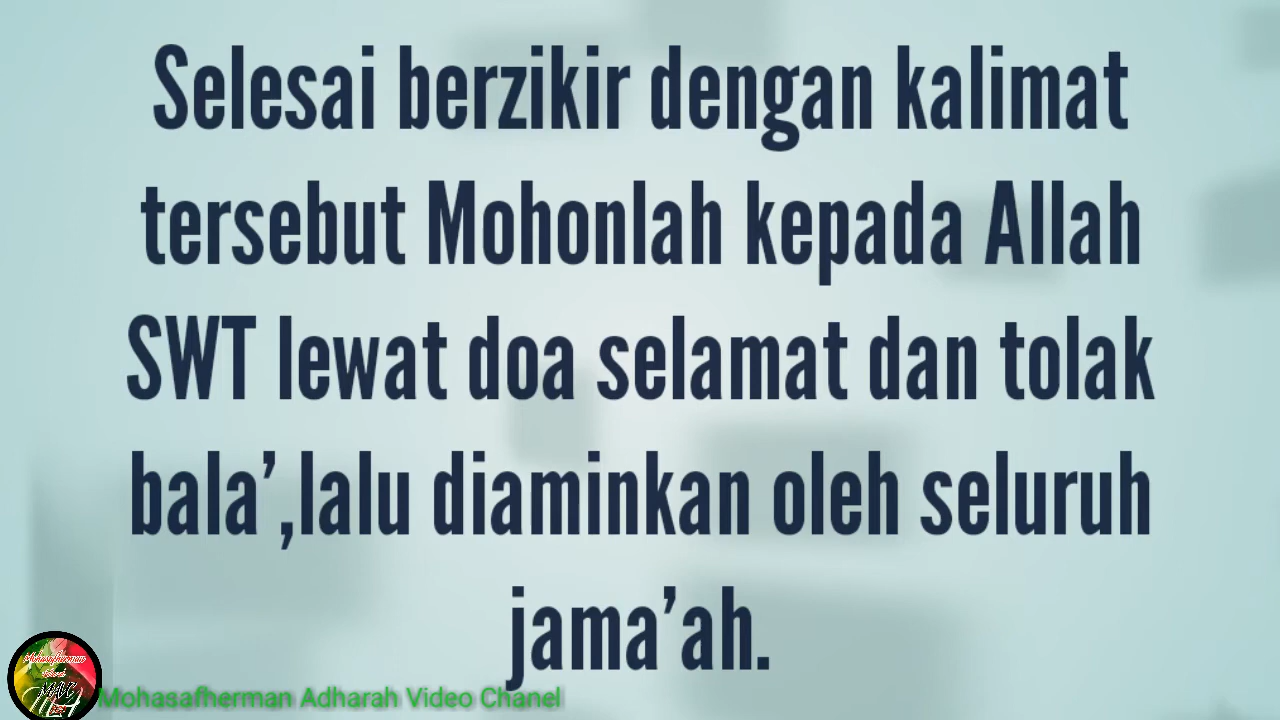 Selesai berzikir dengan kalimat
tersebut Mohonlah kepada Allah
SWT lewat doa selamat dan tolak
bala’,lalu diaminkan oleh seluruh
jama’ah.
Mohasafherman Adharah Video Chanel